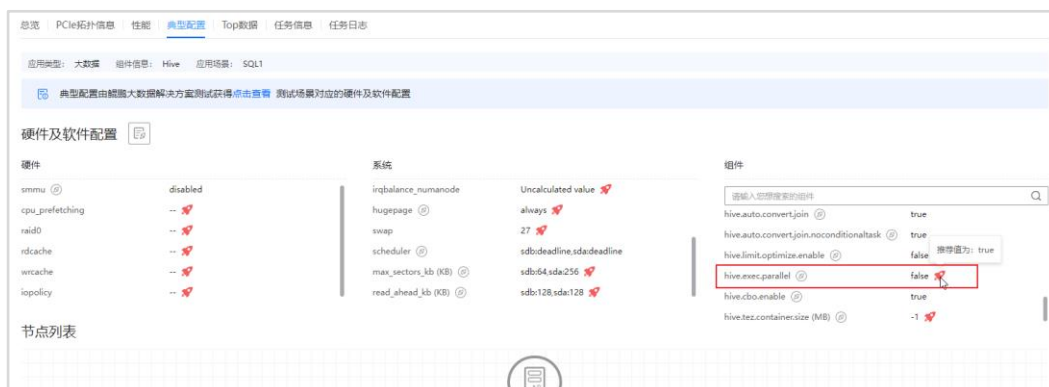 总览 PCIe拓扑信息 性能 典型配置 Top数据 任务信息 任务日志
应用类型: 大数据 组件信息: Hive 应用场景: SQL1
典型配置由鲲鹏大数据解决方案测试获得点击查看 测试场景对应的硬件及软件配置
硬件及软件配置
硬件
smmu disabled
cpu_prefetching --
raid0 --
rdcache --
wrcache --
iopolicy --
系统
irqbalance_numanode Uncalculated value
hugepage always
swap 27
scheduler sdb:deadline,sda:deadline
max_sectors_kb (KB) sdb:64,sda:256
read_ahead_kb (KB) sdb:128,sda:128
组件
请输入您想搜索的组件
hive.auto.convert.join true
hive.auto.convert.join.noconditionaltask true
推荐值为: true
hive.limit.optimize.enable false
hive.exec.parallel false
hive.cbo.enable true
hive.tez.container.size (MB) -1
节点列表